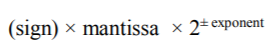 (sign) × mantissa × 2± exponent